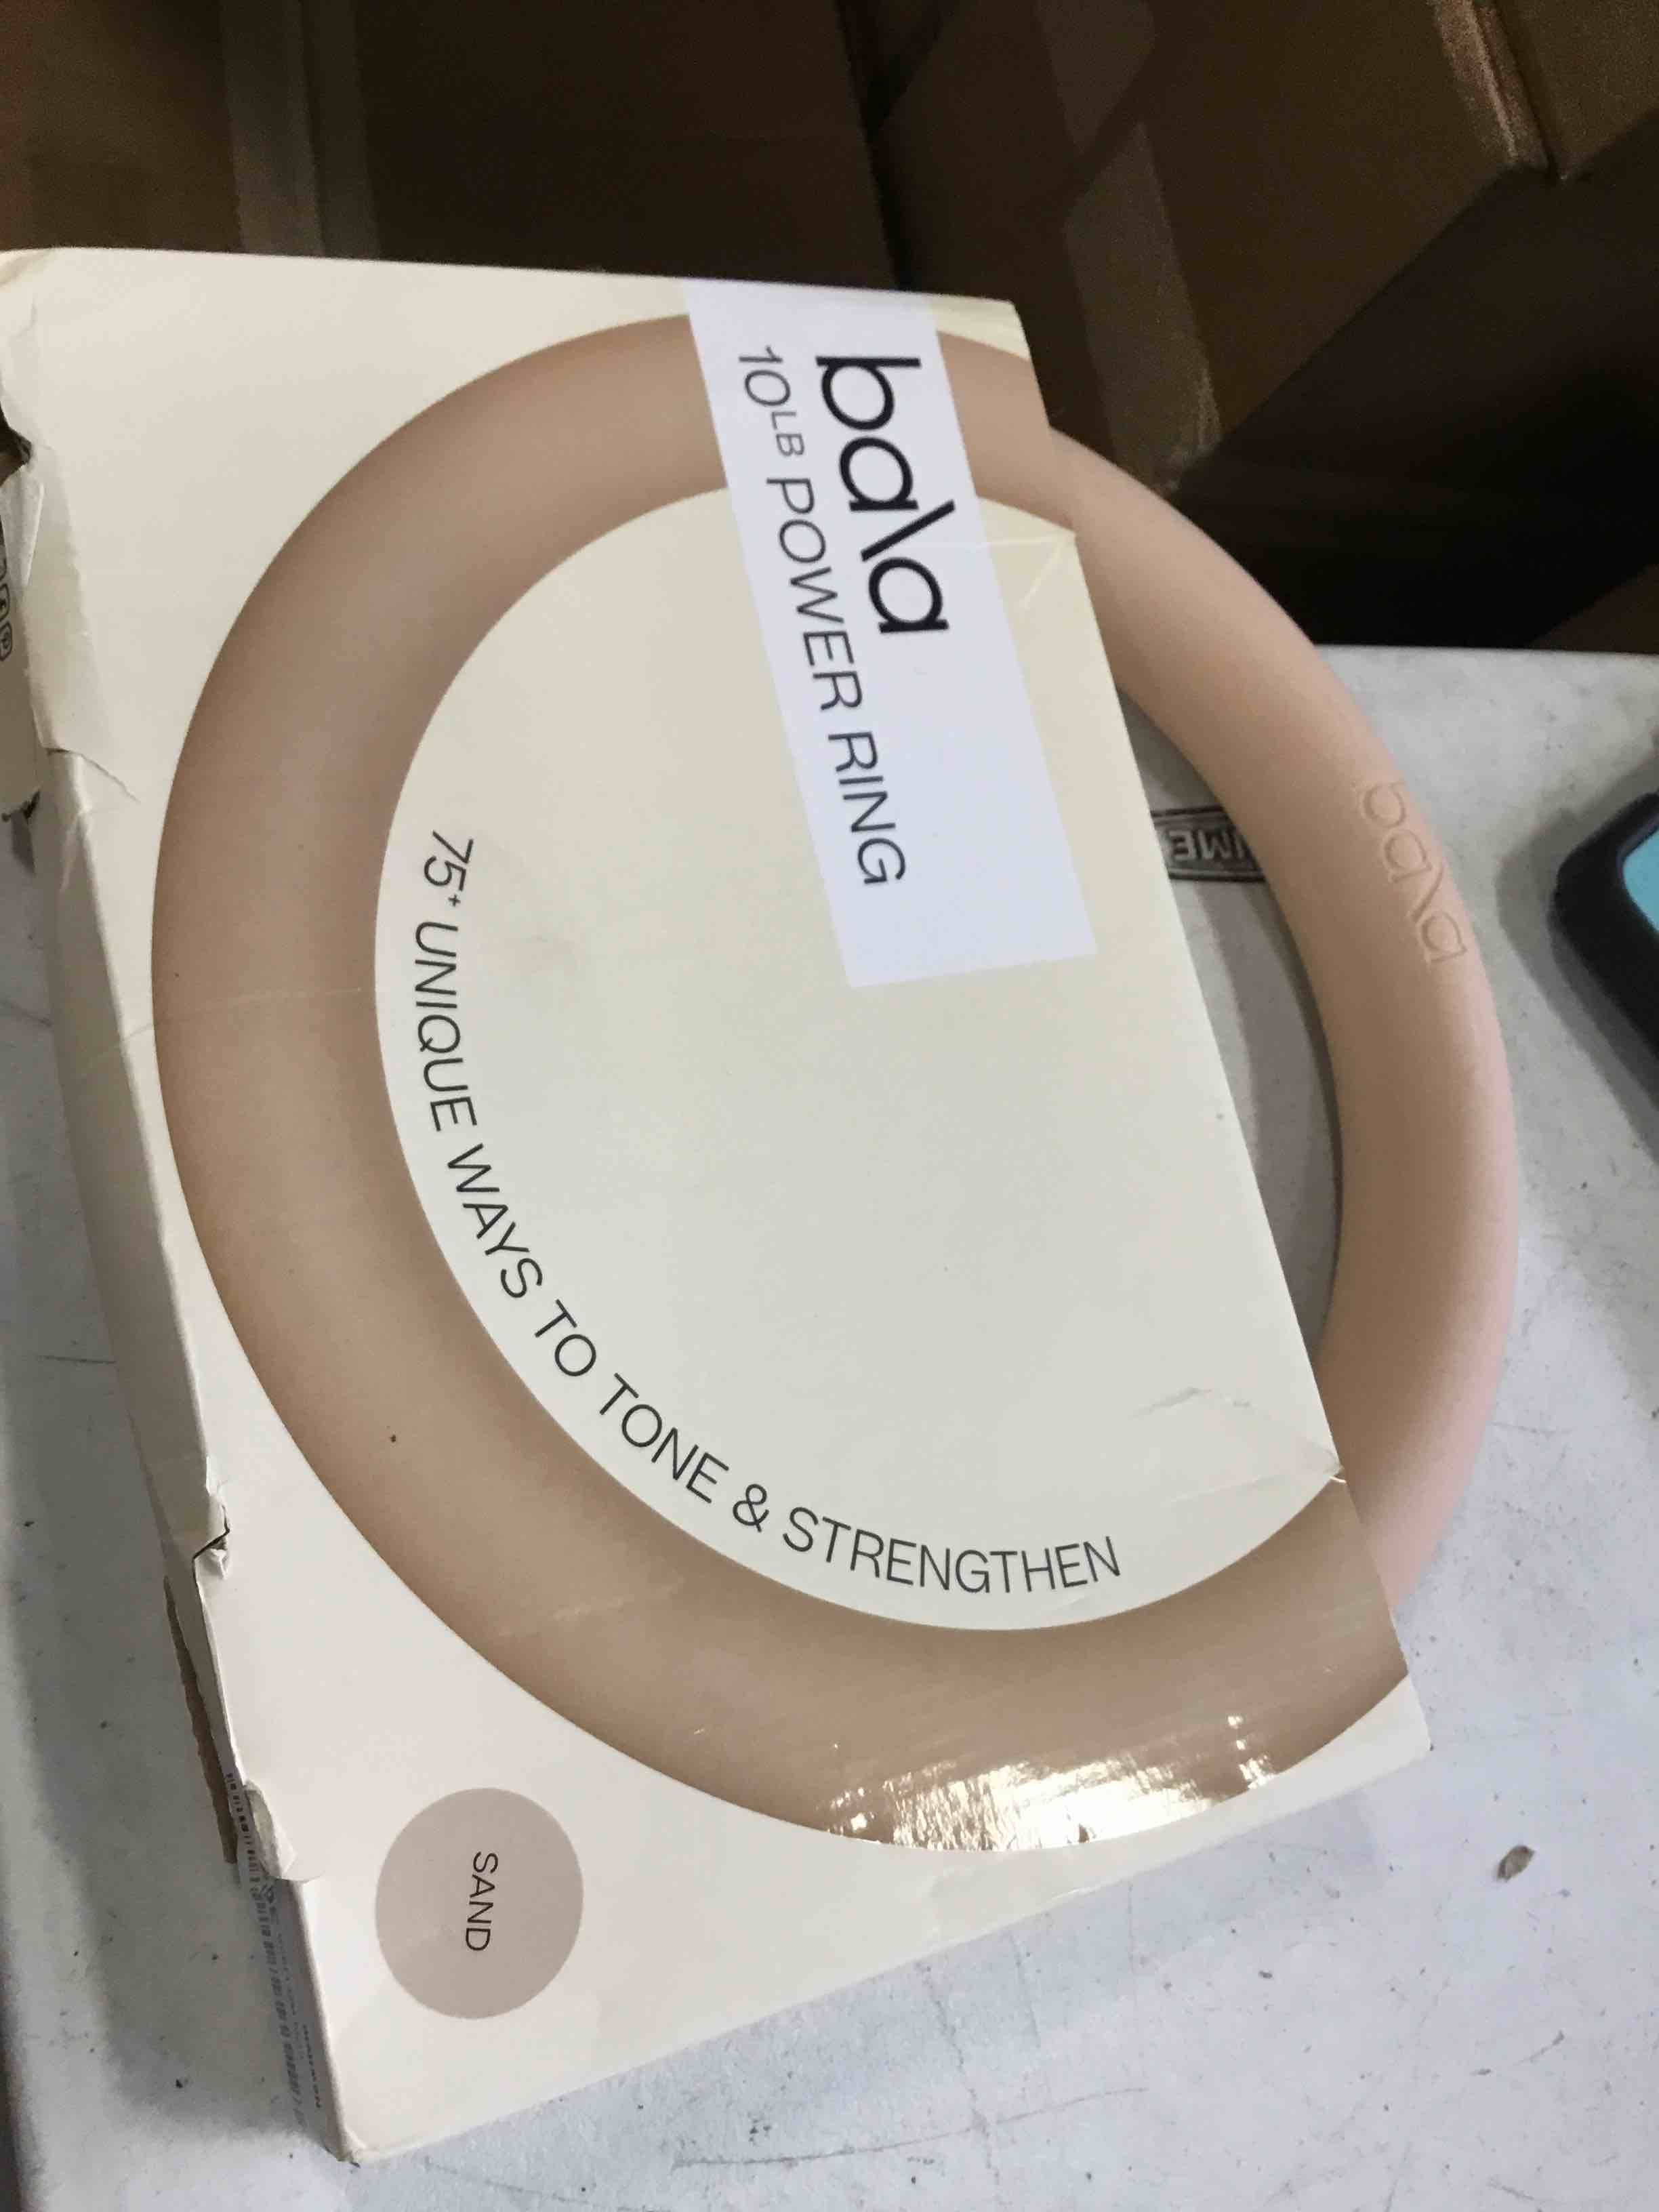 bala
10LB POWER RING
75+ UNIQUE WAYS TO TONE & STRENGTHEN
SAND
bala